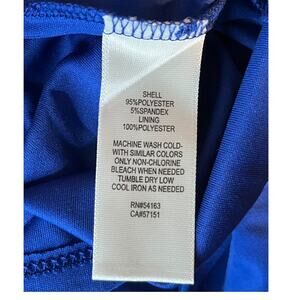 SHELL
95%POLYESTER
5%SPANDEX
LINING
100%POLYESTER
MACHINE WASH COLD-
WITH SIMILAR COLORS
ONLY NON-CHLORINE
BLEACH WHEN NEEDED
TUMBLE DRY LOW
COOL IRON AS NEEDED
RN#54163
CA#57151